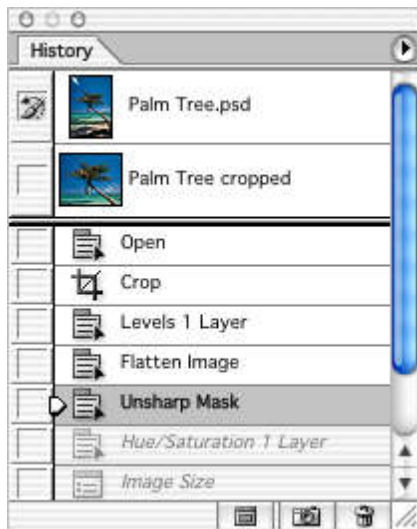 History
Palm Tree.psd
Palm Tree cropped
Open
Crop
Levels 1 Layer
Flatten Image
Unsharp Mask
Hue/Saturation 1 Layer
Image Size